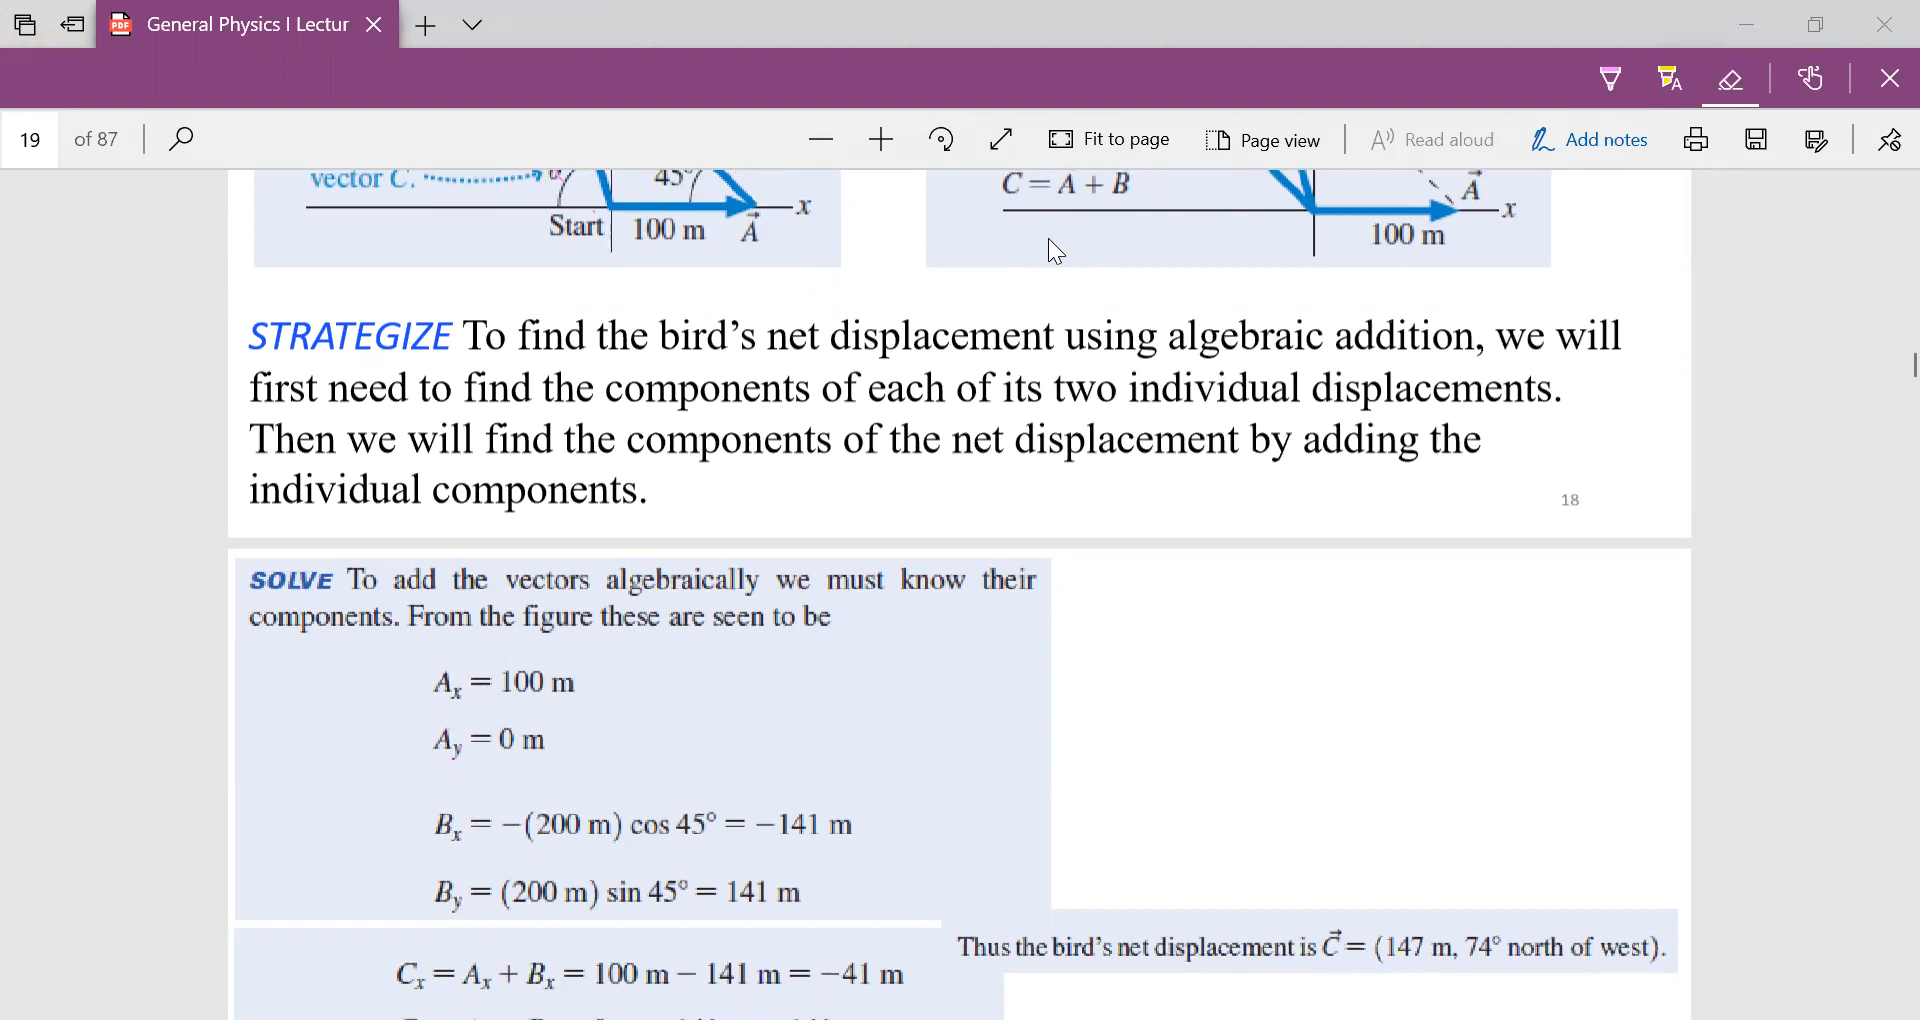 General Physics I Lectur
19 of 87
Fit to page
Page view
Read aloud
Add notes
vector C.
α
45°
x
Start
100 m
A
C = A + B
A
x
100 m
STRATEGIZE To find the bird's net displacement using algebraic addition, we will
first need to find the components of each of its two individual displacements.
Then we will find the components of the net displacement by adding the
individual components.
18
SOLVE To add the vectors algebraically we must know their
components. From the figure these are seen to be
Aₓ = 100 m
A_y = 0 m
Bₓ = −(200 m) cos 45° = −141 m
B_y = (200 m) sin 45° = 141 m
Thus the bird's net displacement is C⃗ = (147 m, 74° north of west).
Cₓ = Aₓ + Bₓ = 100 m − 141 m = −41 m